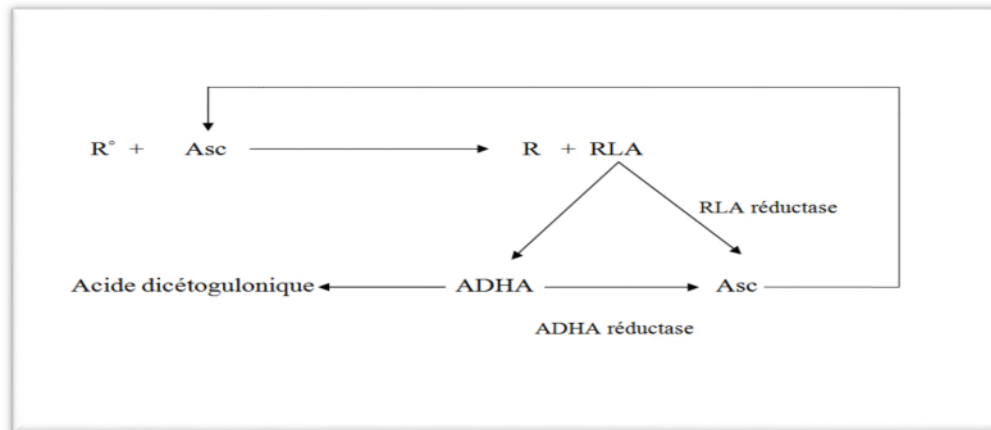 R° + Asc R + RLA
RLA réductase
Acide dicétogulonique ADHA Asc
ADHA réductase